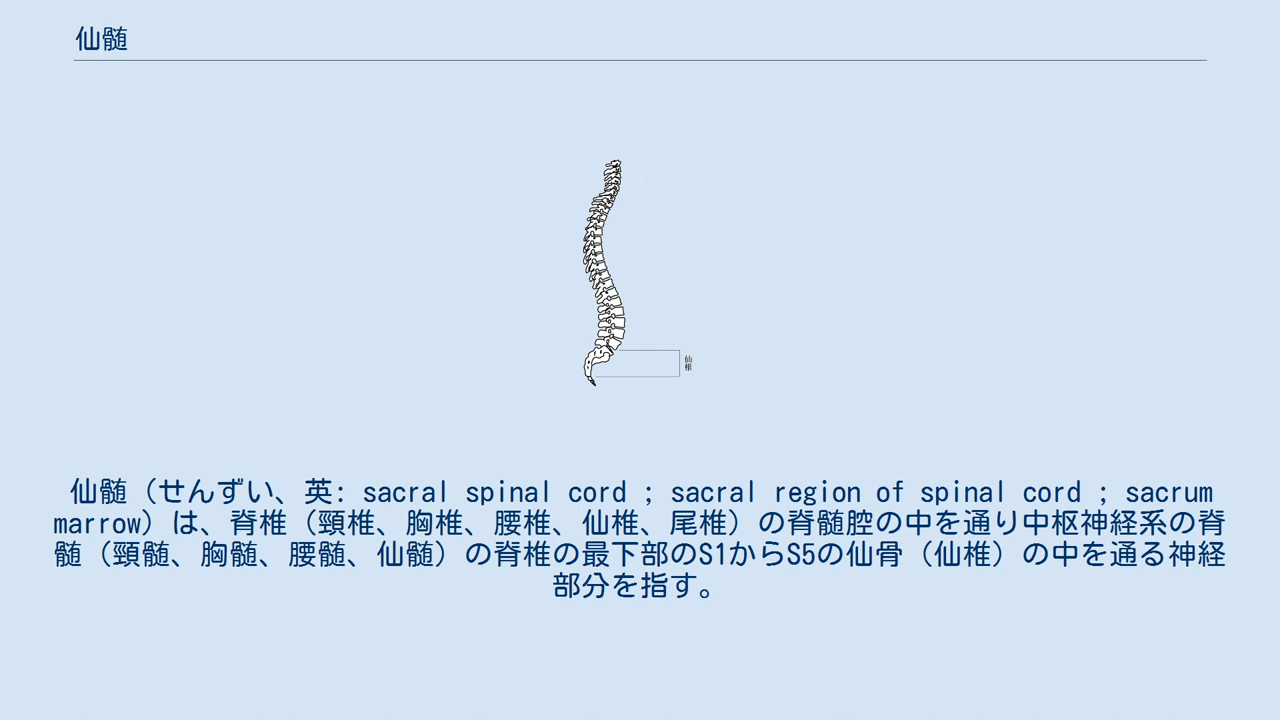 仙髄
仙椎
仙髄（せんずい、英: sacral spinal cord ; sacral region of spinal cord ; sacrum
marrow）は、脊椎（頸椎、胸椎、腰椎、仙椎、尾椎）の脊髄腔の中を通り中枢神経系の脊
髄（頸髄、胸髄、腰髄、仙髄）の脊椎の最下部のS1からS5の仙骨（仙椎）の中を通る神経
部分を指す。